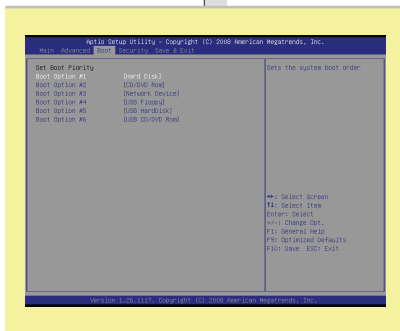 Aptio Setup Utility - Copyright (C) 2008 American Megatrends, Inc.
Main Advanced Boot Security Save & Exit
Set Boot Piority
Boot Option #1 [Hard Disk]
Boot Option #2 [CD/DVD Rom]
Boot Option #3 [Network Device]
Boot Option #4 [USB Floppy]
Boot Option #5 [USB HardDisk]
Boot Option #6 [USB CD/DVD Rom]
Sets the system boot order
→←: Select Screen
↑↓: Select Item
Enter: Select
+/-: Change Opt.
F1: General Help
F9: Optimized Defaults
F10: Save ESC: Exit
Version 1.26.1117. Copyright (C) 2008 American Megatrends, Inc.